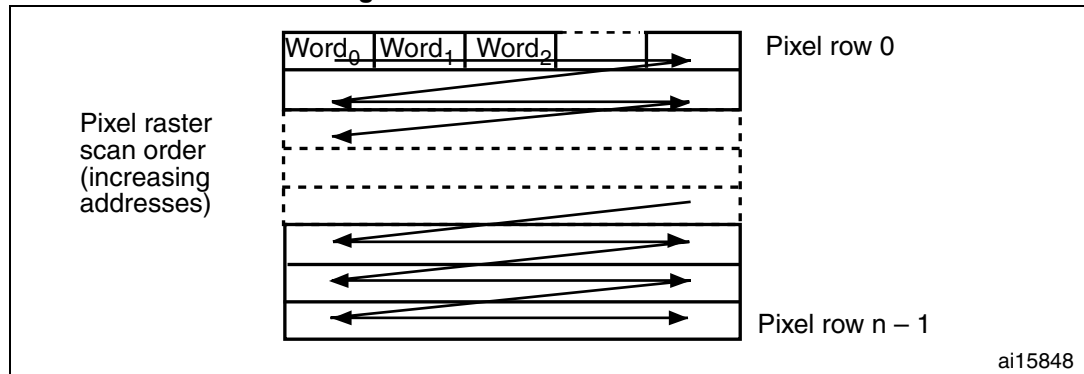 Word0 Word1 Word2
Pixel row 0
Pixel raster
scan order
(increasing
addresses)
Pixel row n – 1
ai15848